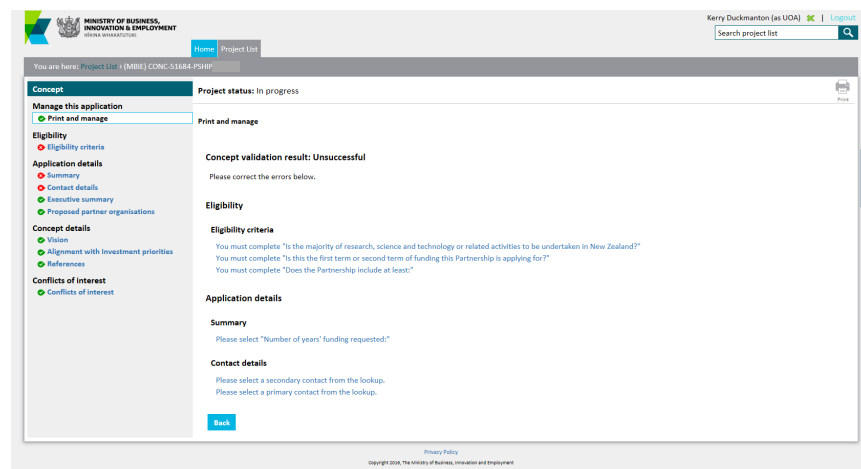 MINISTRY OF BUSINESS,
INNOVATION & EMPLOYMENT
HĪKINA WHAKATUTUKI
Kerry Duckmanton (as UOA) | Logout
Search project list
Home Project List
You are here: Project List › (MBIE) CONC-51684-PSHIP
Concept
Manage this application
Print and manage
Eligibility
Eligibility criteria
Application details
Summary
Contact details
Executive summary
Proposed partner organisations
Concept details
Vision
Alignment with Investment priorities
References
Conflicts of interest
Conflicts of interest
Project status: In progress
Print
Print and manage
Concept validation result: Unsuccessful
Please correct the errors below.
Eligibility
Eligibility criteria
You must complete "Is the majority of research, science and technology or related activities to be undertaken in New Zealand?"
You must complete "Is this the first term or second term of funding this Partnership is applying for?"
You must complete "Does the Partnership include at least:"
Application details
Summary
Please select "Number of years' funding requested:"
Contact details
Please select a secondary contact from the lookup.
Please select a primary contact from the lookup.
Back
Privacy Policy
Copyright 2016, The Ministry of Business, Innovation and Employment